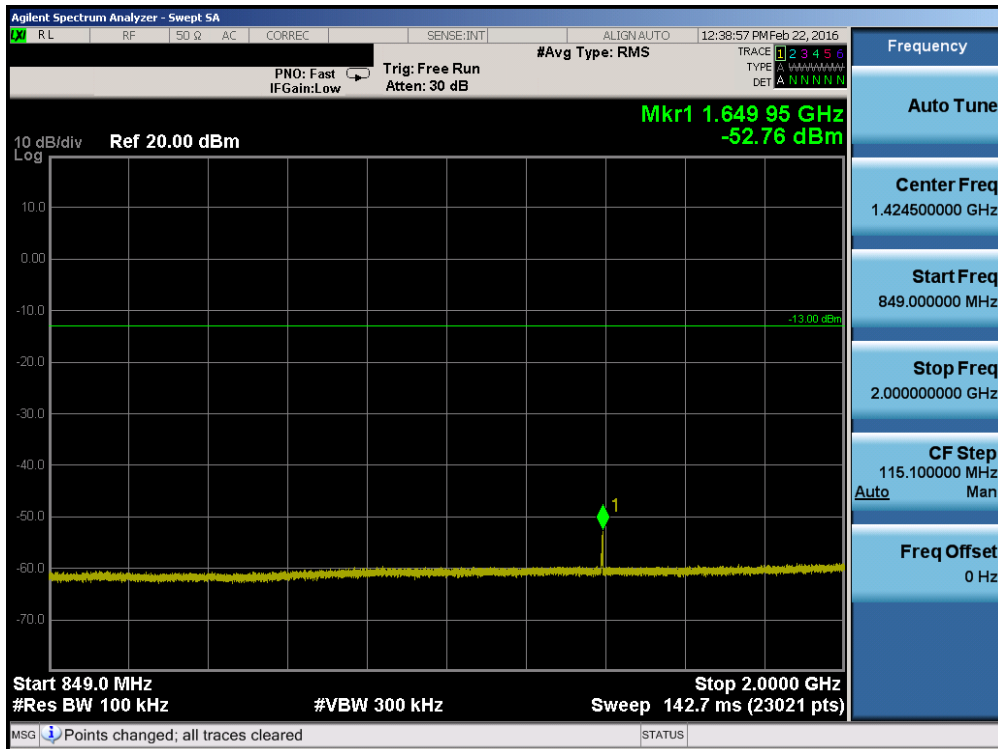 Agilent Spectrum Analyzer - Swept SA
LXI RL RF 50 Ω AC CORREC SENSE:INT ALIGNAUTO 12:38:57 PM Feb 22, 2016
PNO: Fast Trig: Free Run #Avg Type: RMS TRACE 1 2 3 4 5 6
IFGain:Low Atten: 30 dB TYPE A WWWWW
DET A N N N N N
Mkr1 1.649 95 GHz
-52.76 dBm
10 dB/div Ref 20.00 dBm
Log
10.0
0.00
-10.0
-13.00 dBm
-20.0
-30.0
-40.0
-50.0
1
-60.0
-70.0
Start 849.0 MHz Stop 2.0000 GHz
#Res BW 100 kHz #VBW 300 kHz Sweep 142.7 ms (23021 pts)
MSG Points changed; all traces cleared STATUS
Frequency
Auto Tune
Center Freq
1.424500000 GHz
Start Freq
849.000000 MHz
Stop Freq
2.000000000 GHz
CF Step
115.100000 MHz
Auto Man
Freq Offset
0 Hz